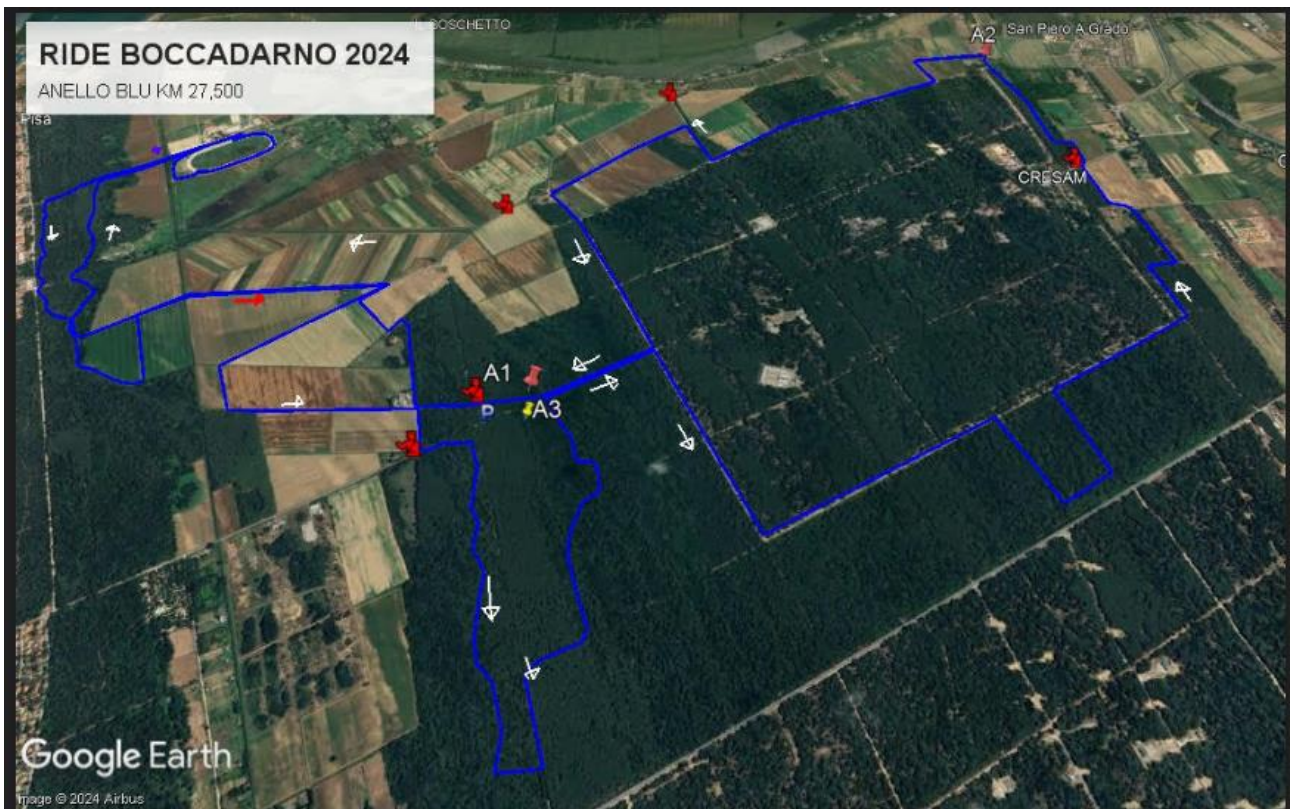 RIDE BOCCADARNO 2024
ANELLO BLU KM 27,500
BOSCHETTO
San Piero A Grado
A2
Pisa
CRESAM
A1
P
A3
Google Earth
Image © 2024 Airbus